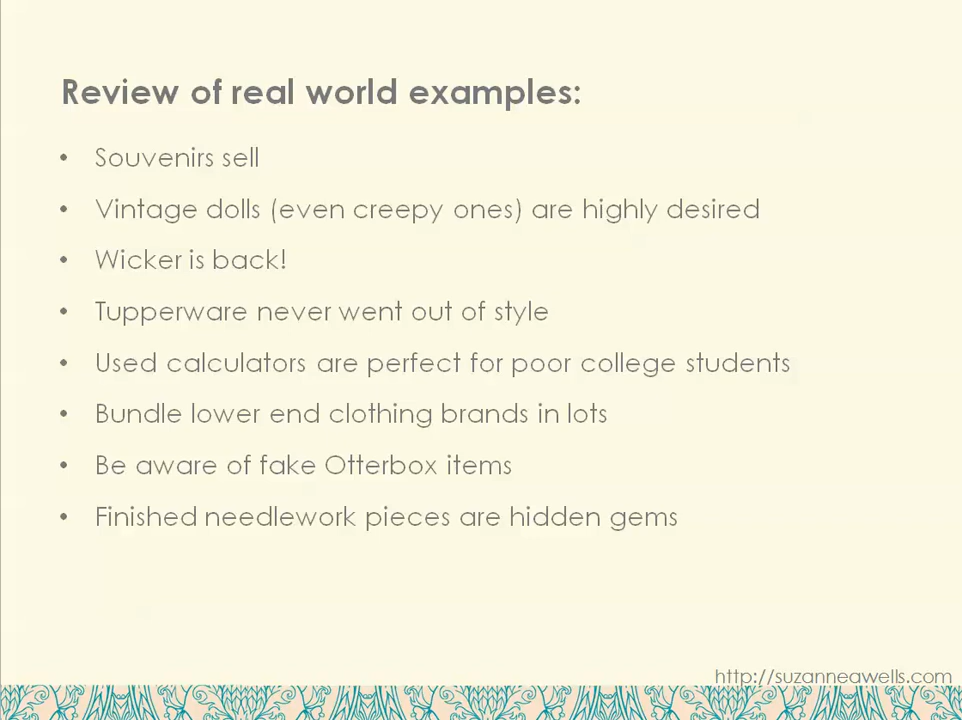 Review of real world examples:
• Souvenirs sell
• Vintage dolls (even creepy ones) are highly desired
• Wicker is back!
• Tupperware never went out of style
• Used calculators are perfect for poor college students
• Bundle lower end clothing brands in lots
• Be aware of fake Otterbox items
• Finished needlework pieces are hidden gems
http://suzanneawells.com